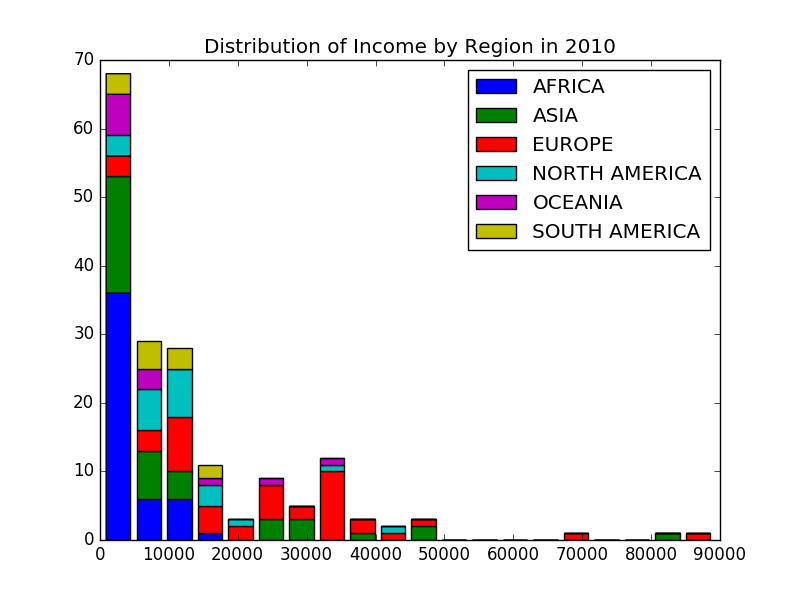 Distribution of Income by Region in 2010
70
60
50
40
30
20
10
0
AFRICA
ASIA
EUROPE
NORTH AMERICA
OCEANIA
SOUTH AMERICA
0 10000 20000 30000 40000 50000 60000 70000 80000 90000